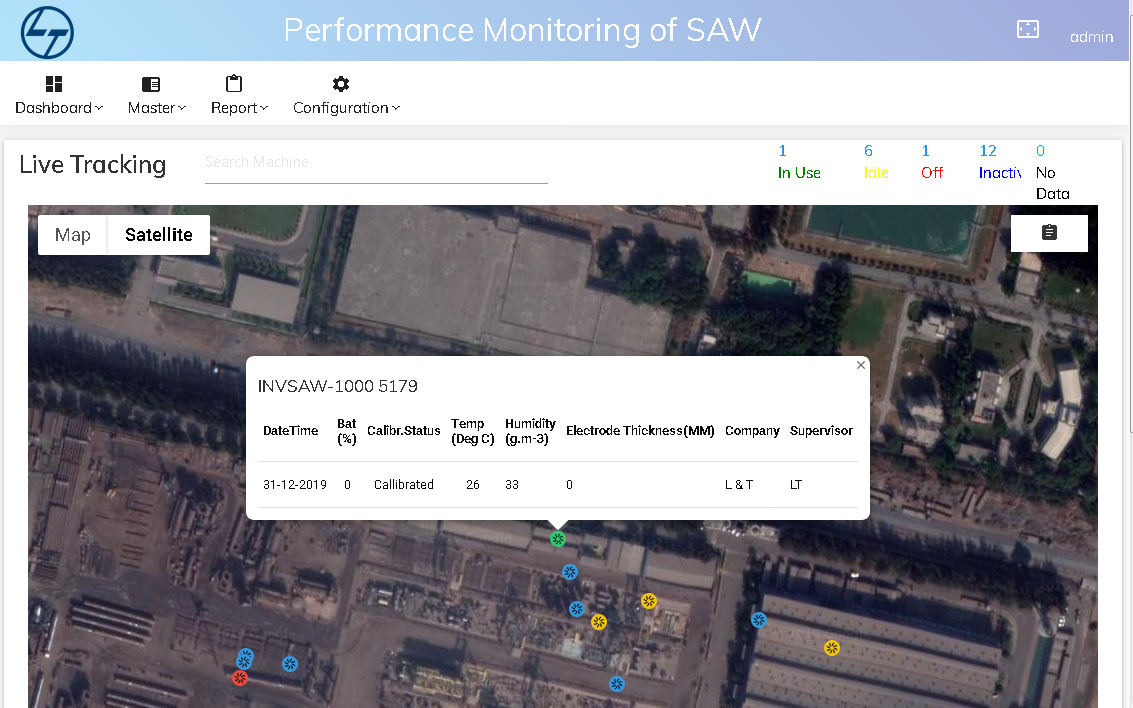 LT
Performance Monitoring of SAW
admin
Dashboard
Master
Report
Configuration
Live Tracking
Search Machine
1
In Use
6
Idle
1
Off
12
Inactiv
0
No
Data
Map
Satellite
INVSAW-1000 5179
DateTime Bat (%) Calibr.Status Temp (Deg C) Humidity (g.m-3) Electrode Thickness(MM) Company Supervisor
31-12-2019 0 Callibrated 26 33 0 L & T LT